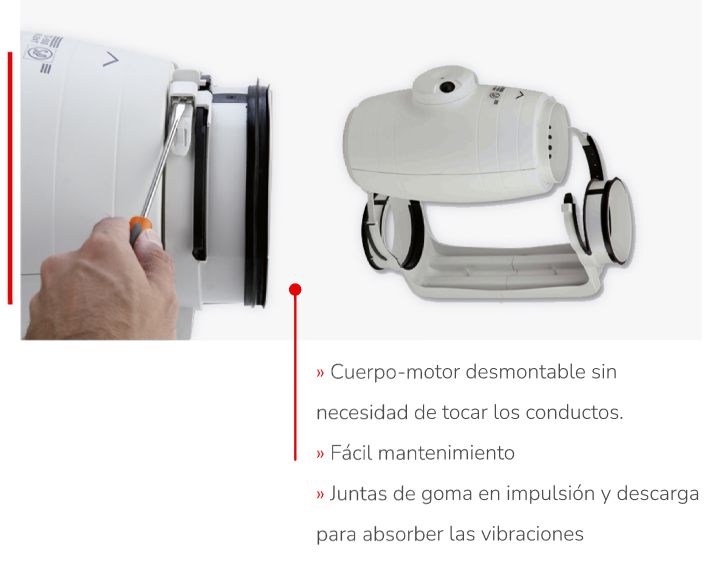 » Cuerpo-motor desmontable sin
necesidad de tocar los conductos.
» Fácil mantenimiento
» Juntas de goma en impulsión y descarga
para absorber las vibraciones